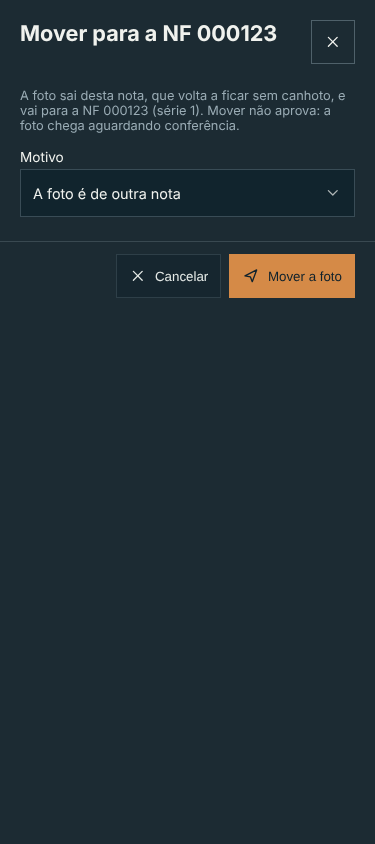 Mover para a NF 000123
A foto sai desta nota, que volta a ficar sem canhoto, e
vai para a NF 000123 (série 1). Mover não aprova: a
foto chega aguardando conferência.
Motivo
A foto é de outra nota
Cancelar
Mover a foto